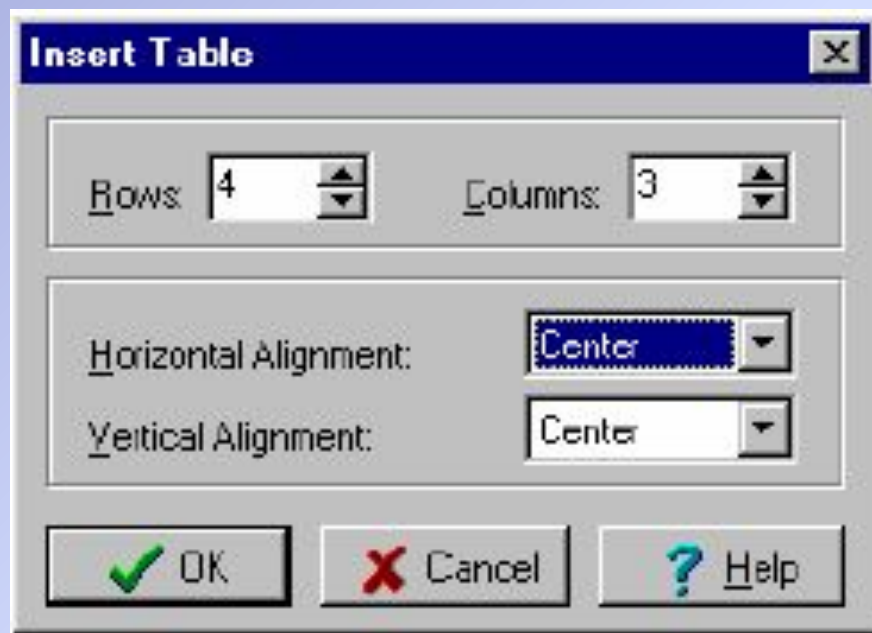 Insert Table
Rows: 4 Columns: 3
Horizontal Alignment: Center
Vertical Alignment: Center
OK Cancel Help